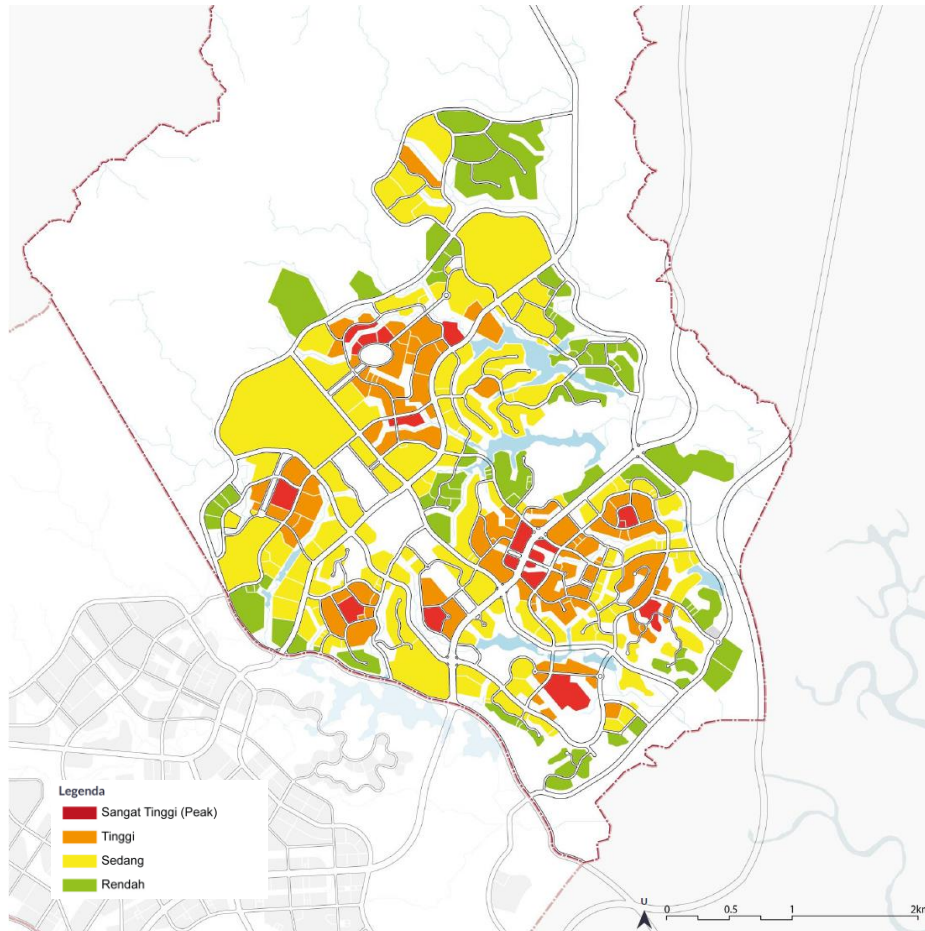 Legenda
Sangat Tinggi (Peak)
Tinggi
Sedang
Rendah
U
0 0.5 1 2km